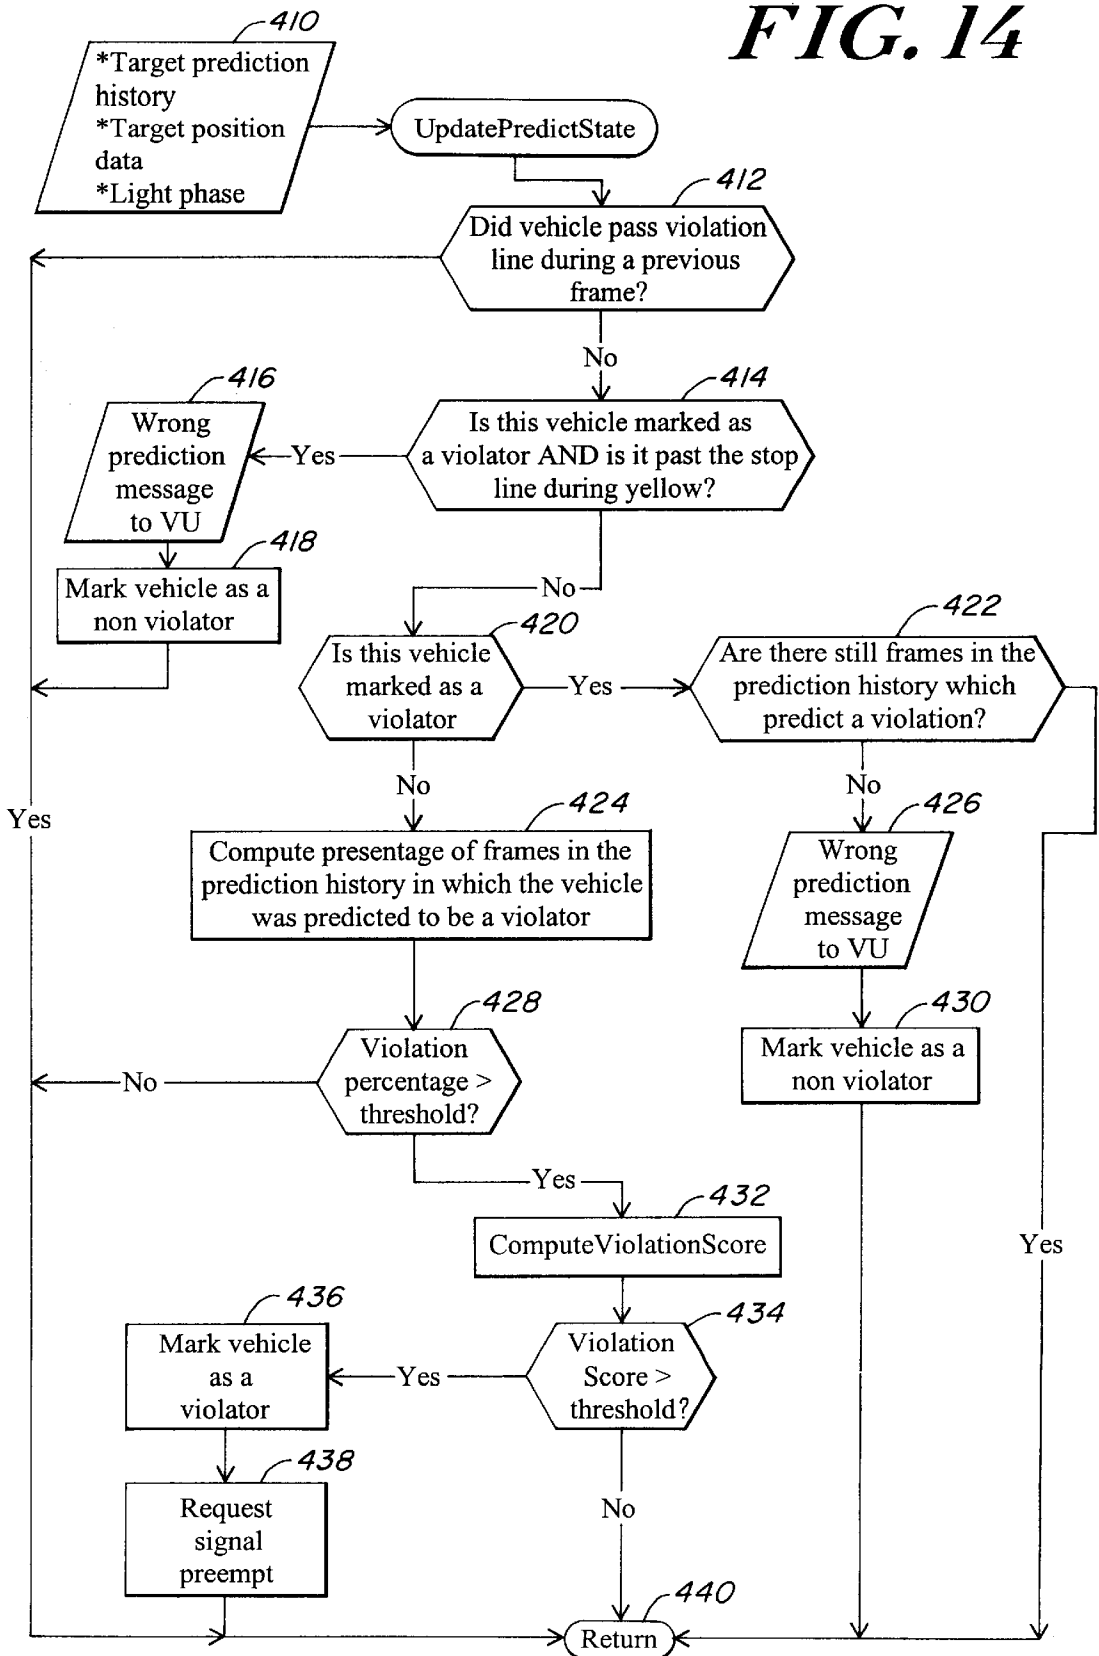 FIG. 14
410
*Target prediction
history
*Target position
data
*Light phase
UpdatePredictState
412
Did vehicle pass violation
line during a previous
frame?
No
416
414
Wrong
prediction
message
to VU
Yes
Is this vehicle marked as
a violator AND is it past the stop
line during yellow?
418
Mark vehicle as a
non violator
No
420
422
Is this vehicle
marked as a
violator
Yes
Are there still frames in the
prediction history which
predict a violation?
No
No
Yes
424
426
Compute presentage of frames in the
prediction history in which the vehicle
was predicted to be a violator
Wrong
prediction
message
to VU
428
430
Violation
percentage >
threshold?
No
Mark vehicle as a
non violator
Yes
432
ComputeViolationScore
Yes
436
434
Mark vehicle
as a
violator
Yes
Violation
Score >
threshold?
438
Request
signal
preempt
No
440
Return